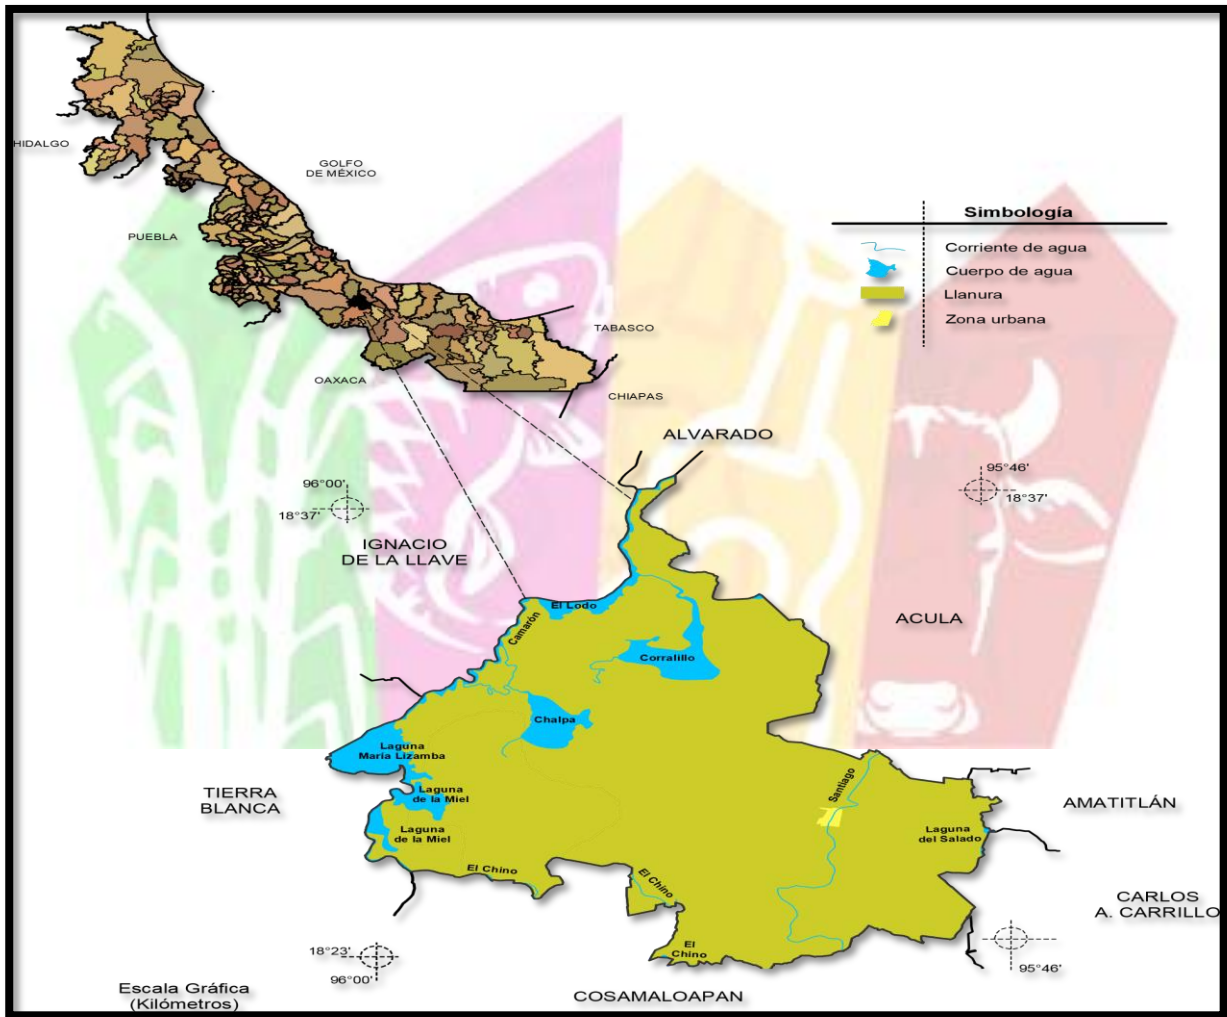 HIDALGO
GOLFO
DE MÉXICO
PUEBLA
TABASCO
OAXACA
CHIAPAS
Simbología
Corriente de agua
Cuerpo de agua
Llanura
Zona urbana
ALVARADO
96°00'
18°37'
95°46'
18°37'
IGNACIO
DE LA LLAVE
ACULA
El Lodo
Camarón
Corralillo
Chalpa
Laguna
María Lizamba
Laguna
de la Miel
Laguna
de la Miel
TIERRA
BLANCA
Santiago
AMATITLÁN
Laguna
del Salado
El Chino
El Chino
El
Chino
CARLOS
A. CARRILLO
18°23'
96°00'
95°46'
Escala Gráfica
(Kilómetros)
COSAMALOAPAN